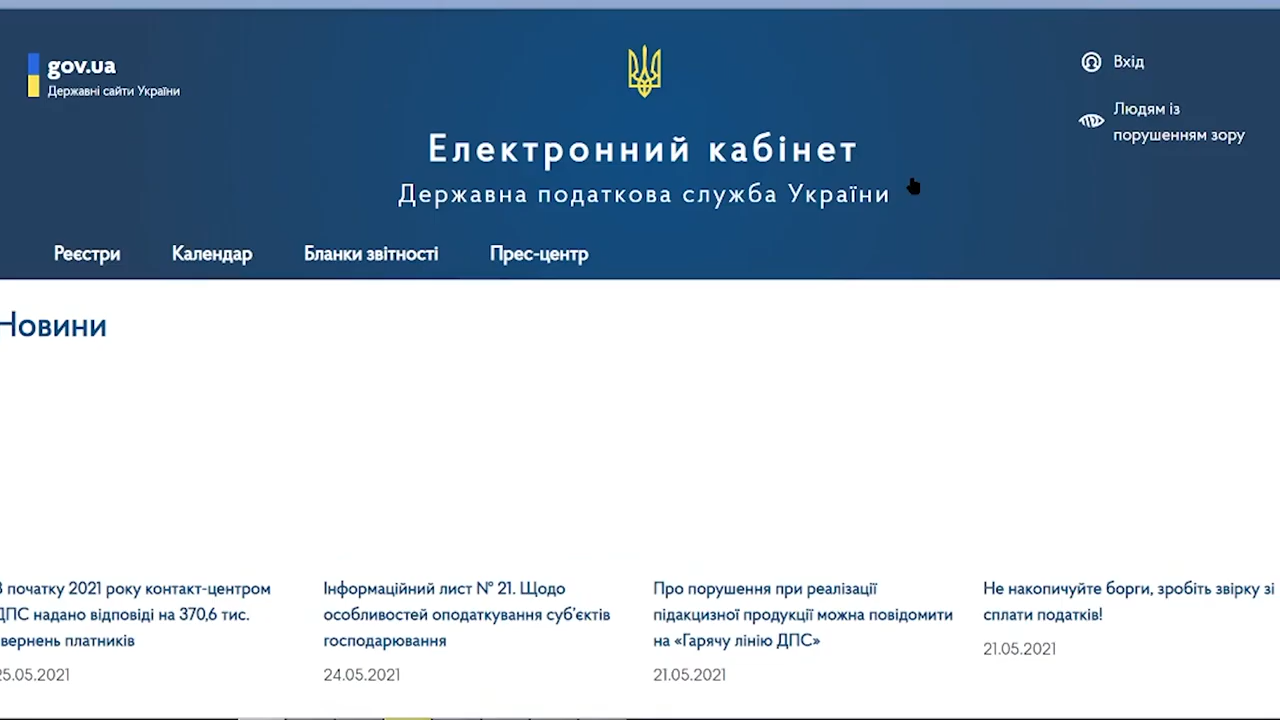 gov.ua
Державні сайти України
Вхід
Людям із
порушенням зору
Електронний кабінет
Державна податкова служба України
Реєстри
Календар
Бланки звітності
Прес-центр
Новини
З початку 2021 року контакт-центром
ДПС надано відповіді на 370,6 тис.
звернень платників
25.05.2021
Інформаційний лист № 21. Щодо
особливостей оподаткування суб’єктів
господарювання
24.05.2021
Про порушення при реалізації
підакцизної продукції можна повідомити
на «Гарячу лінію ДПС»
21.05.2021
Не накопичуйте борги, зробіть звірку зі
сплати податків!
21.05.2021